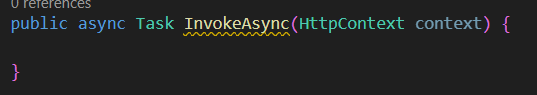 0 references
public async Task InvokeAsync(HttpContext context) {
}